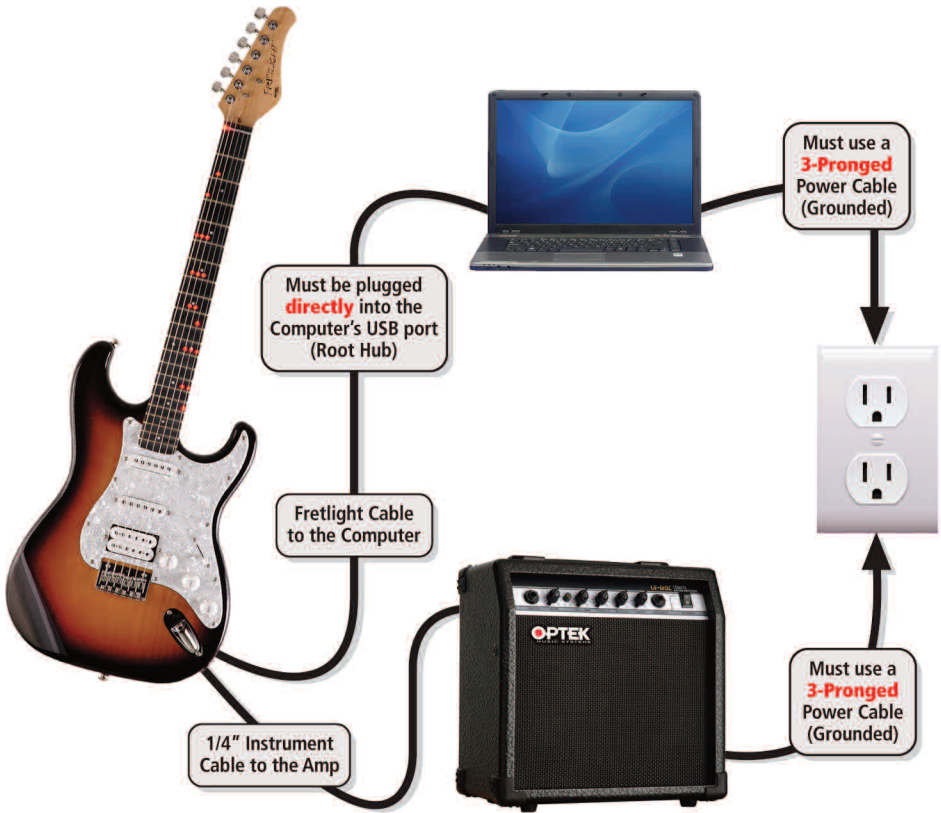 FRETLIGHT
Must use a
3-Pronged
Power Cable
(Grounded)
Must be plugged
directly into the
Computer's USB port
(Root Hub)
Fretlight Cable
to the Computer
OPTEK
MUSIC SYSTEMS
Must use a
3-Pronged
Power Cable
(Grounded)
1/4" Instrument
Cable to the Amp